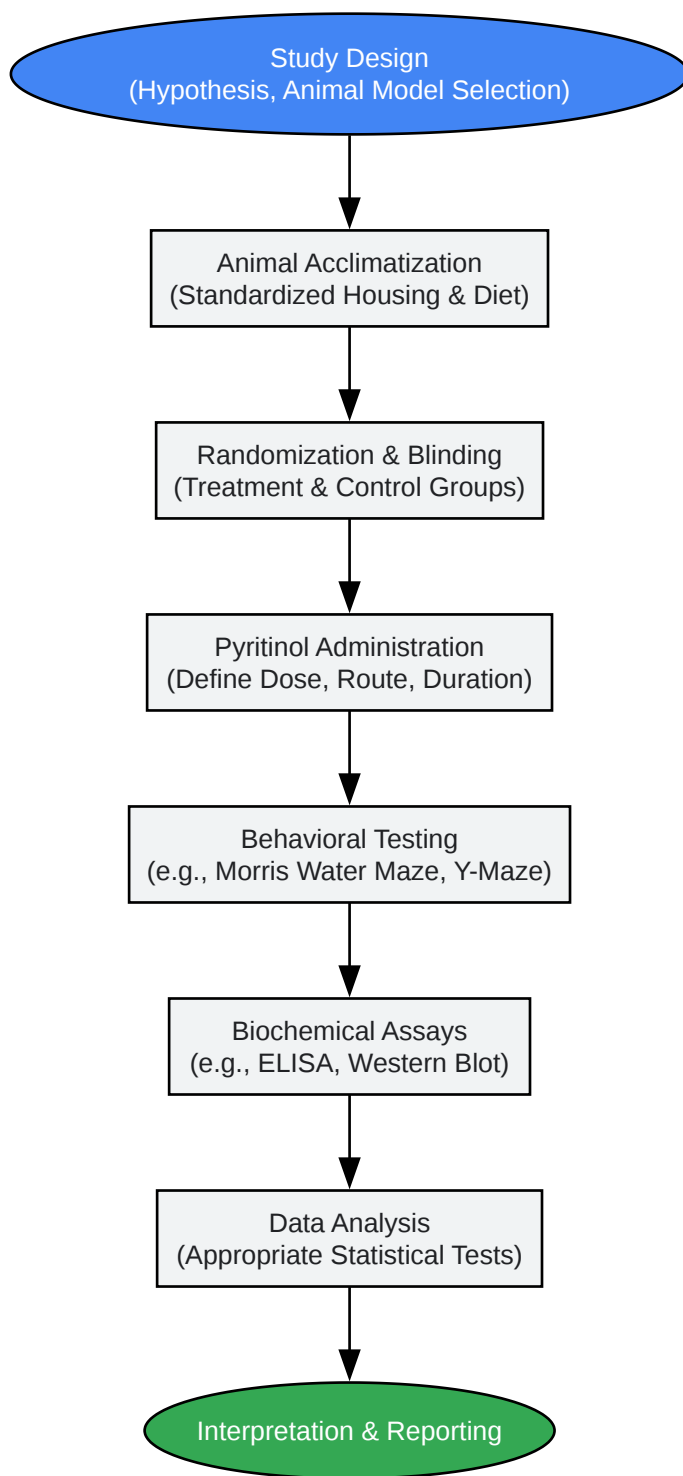 Study Design
(Hypothesis, Animal Model Selection)
Animal Acclimatization
(Standardized Housing & Diet)
Randomization & Blinding
(Treatment & Control Groups)
Pyritinol Administration
(Define Dose, Route, Duration)
Behavioral Testing
(e.g., Morris Water Maze, Y-Maze)
Biochemical Assays
(e.g., ELISA, Western Blot)
Data Analysis
(Appropriate Statistical Tests)
Interpretation & Reporting